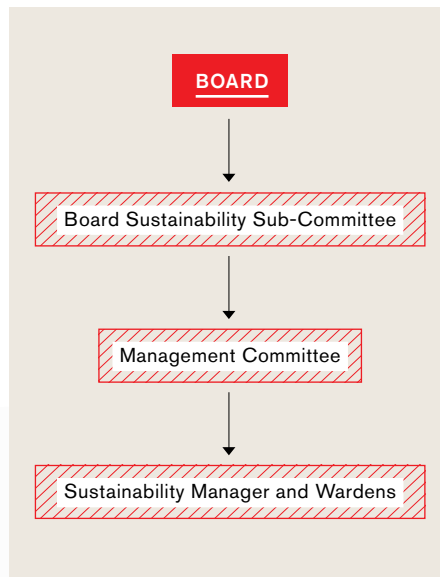 BOARD
Board Sustainability Sub-Committee
Management Committee
Sustainability Manager and Wardens